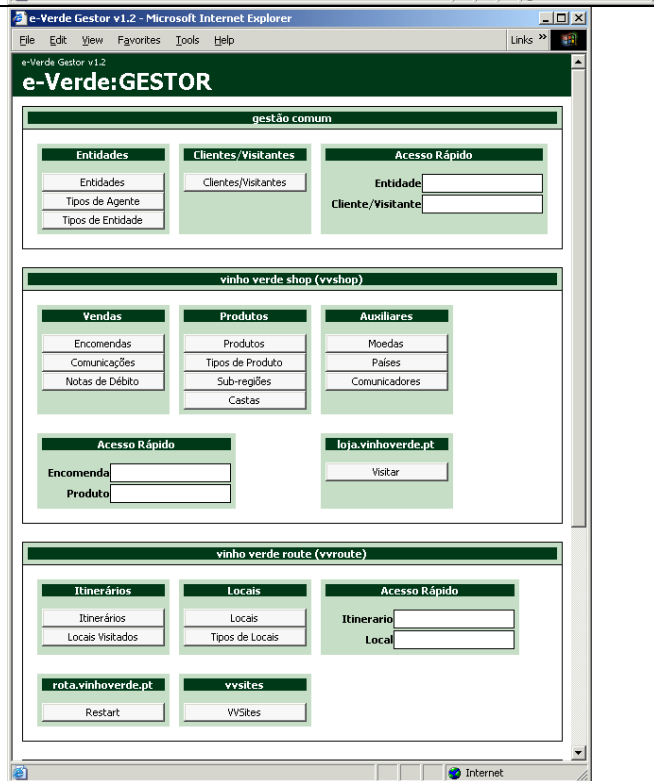 e-Verde Gestor v1.2 - Microsoft Internet Explorer
File Edit View Favorites Tools Help Links »
e-Verde Gestor v1.2
e-Verde:GESTOR
gestão comum
Entidades Clientes/Visitantes Acesso Rápido
Entidades Clientes/Visitantes Entidade
Tipos de Agente Cliente/Visitante
Tipos de Entidade
vinho verde shop (vvshop)
Vendas Produtos Auxiliares
Encomendas Produtos Moedas
Comunicações Tipos de Produto Países
Notas de Débito Sub-regiões Comunicadores
Castas
Acesso Rápido loja.vinhoverde.pt
Encomenda Visitar
Produto
vinho verde route (vvroute)
Itinerários Locais Acesso Rápido
Itinerários Locais Itinerario
Locais Visitados Tipos de Locais Local
rota.vinhoverde.pt vvsites
Restart VVSites
Internet